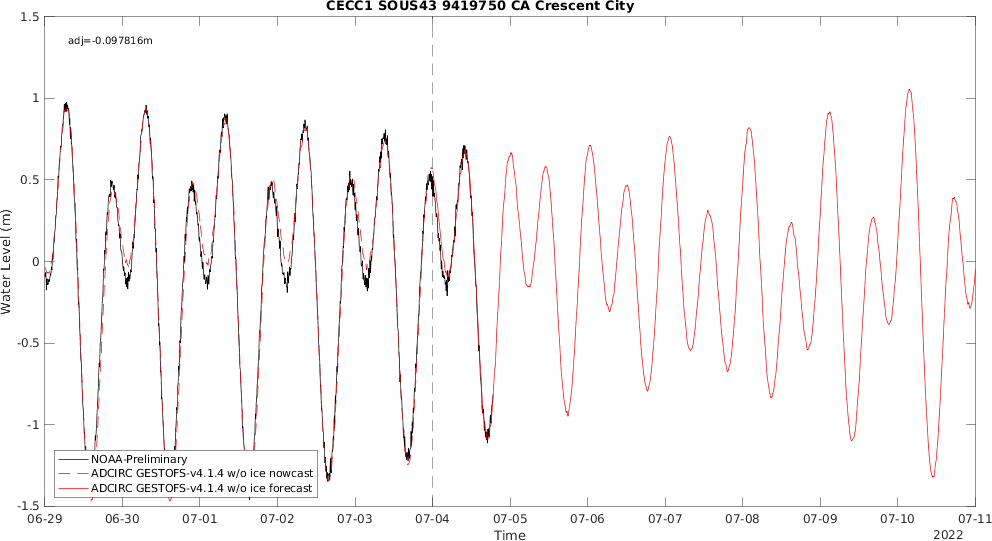 CECC1 SOUS43 9419750 CA Crescent City
1.5
adj=-0.097816m
1
0.5
0
-0.5
-1
-1.5
Water Level (m)
NOAA-Preliminary
ADCIRC GESTOFS-v4.1.4 w/o ice nowcast
ADCIRC GESTOFS-v4.1.4 w/o ice forecast
06-29 06-30 07-01 07-02 07-03 07-04 07-05 07-06 07-07 07-08 07-09 07-10 07-11
Time
2022